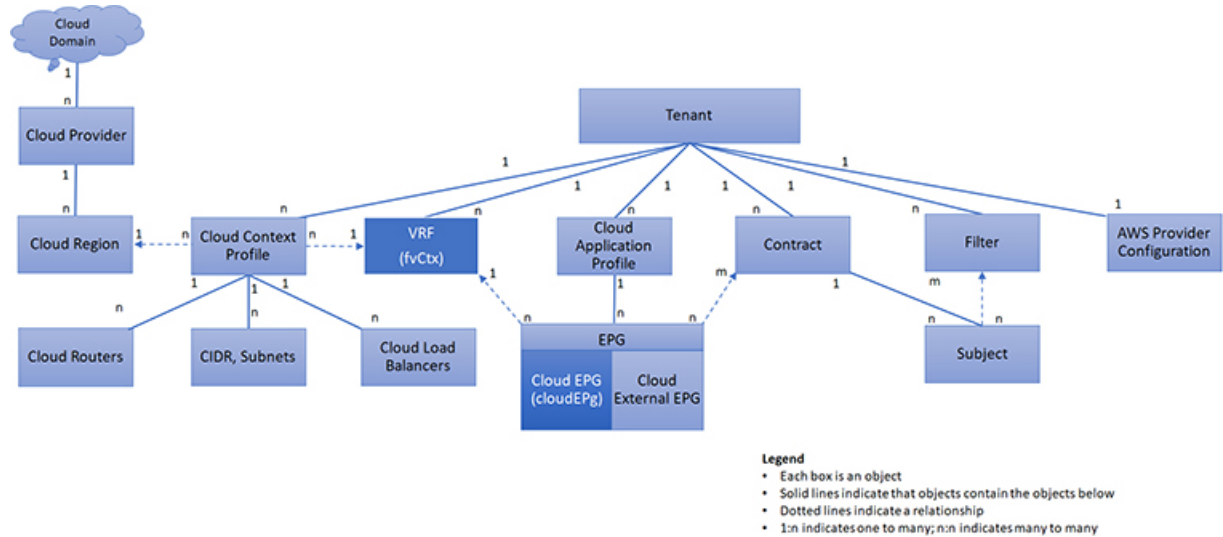 Cloud
Domain
1
n
Cloud Provider
1
n
Cloud Region
Tenant
1
1
1
1
1
1
1
n
n
n
n
n
1
Cloud Context
Profile
VRF
(fvCtx)
Cloud
Application
Profile
Contract
Filter
AWS Provider
Configuration
1
n
n
1
1
1
1
n
n
n
Cloud Routers
CIDR, Subnets
Cloud Load
Balancers
1
n
1
n
m
n
EPG
Cloud EPG
(cloudEPg)
Cloud
External EPG
1
n
m
n
Subject
Legend
• Each box is an object
• Solid lines indicate that objects contain the objects below
• Dotted lines indicate a relationship
• 1:n indicates one to many; n:n indicates many to many